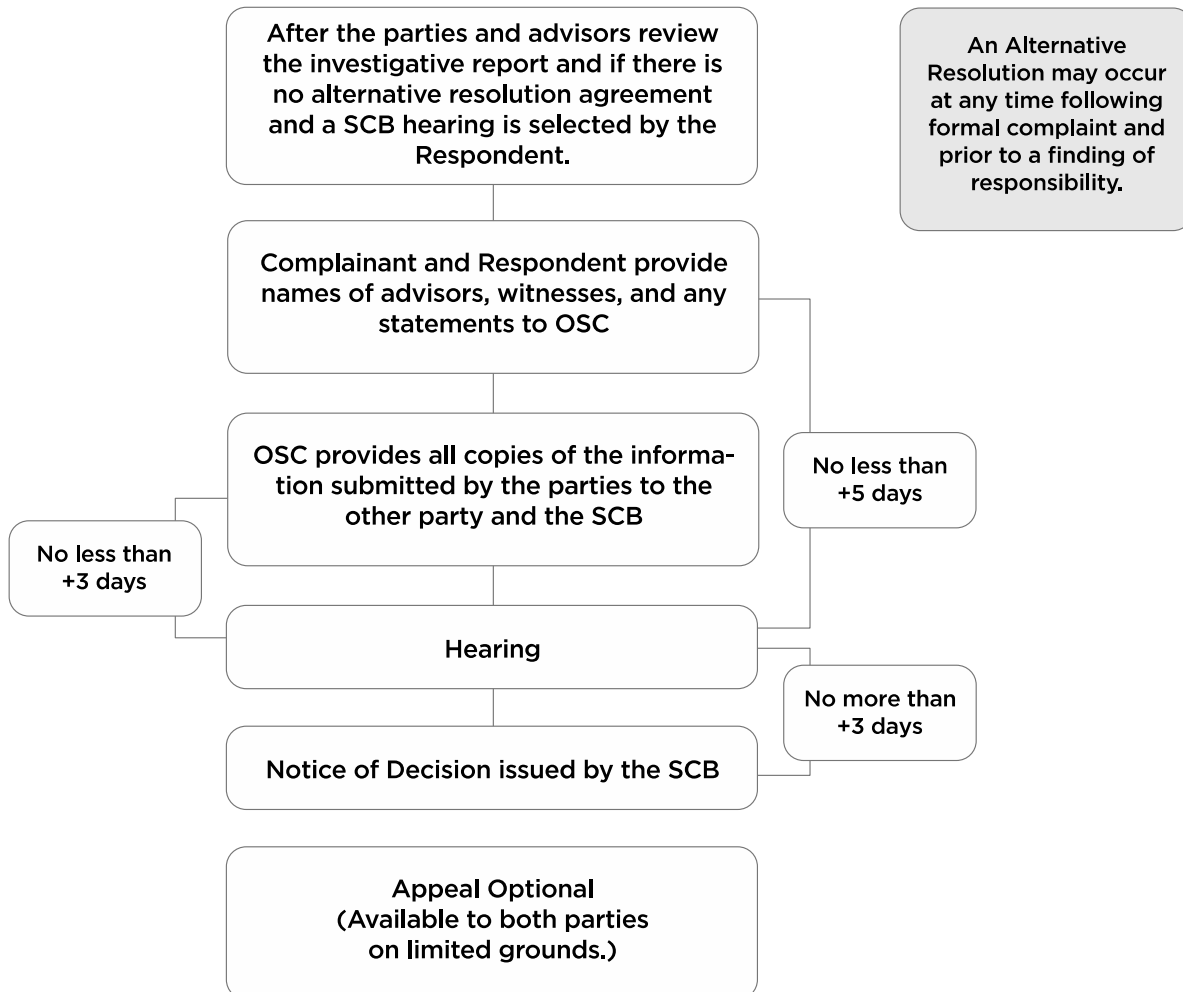 After the parties and advisors review
the investigative report and if there is
no alternative resolution agreement
and a SCB hearing is selected by the
Respondent.
An Alternative
Resolution may occur
at any time following
formal complaint and
prior to a finding of
responsibility.
Complainant and Respondent provide
names of advisors, witnesses, and any
statements to OSC
OSC provides all copies of the informa-
tion submitted by the parties to the
other party and the SCB
No less than
+5 days
No less than
+3 days
Hearing
No more than
+3 days
Notice of Decision issued by the SCB
Appeal Optional
(Available to both parties
on limited grounds.)